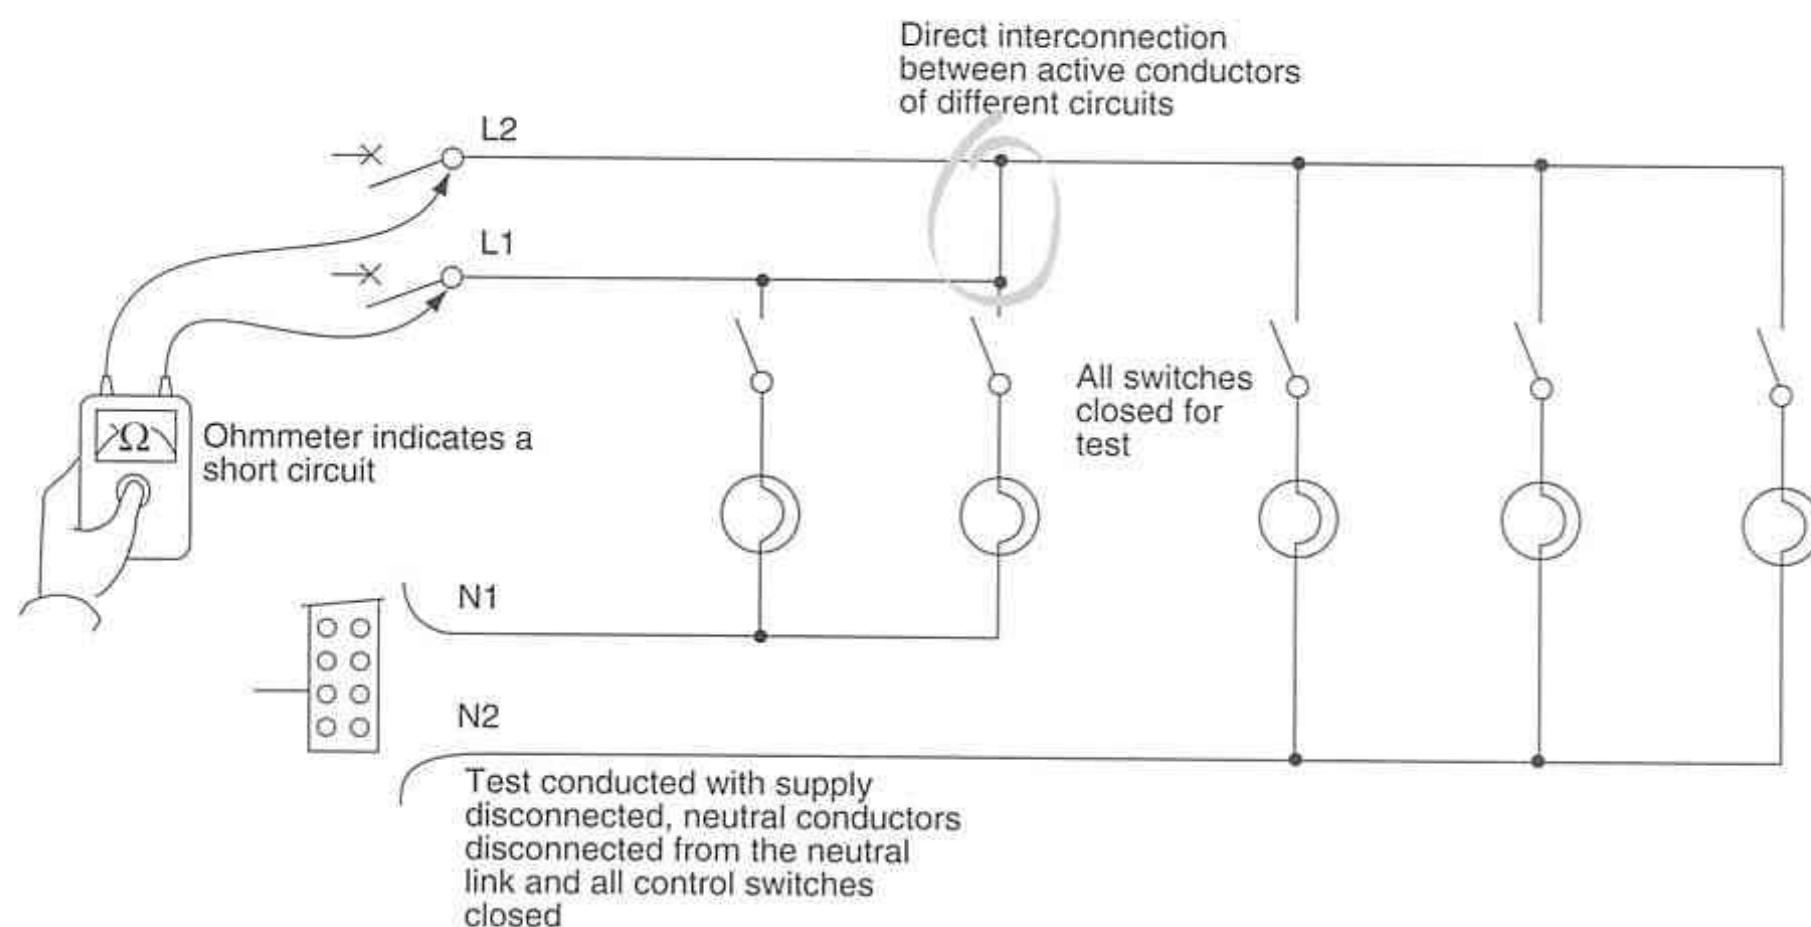 Direct interconnection
between active conductors
of different circuits
L2
L1
Ω
Ohmmeter indicates a
short circuit
All switches
closed for
test
N1
N2
Test conducted with supply
disconnected, neutral conductors
disconnected from the neutral
link and all control switches
closed